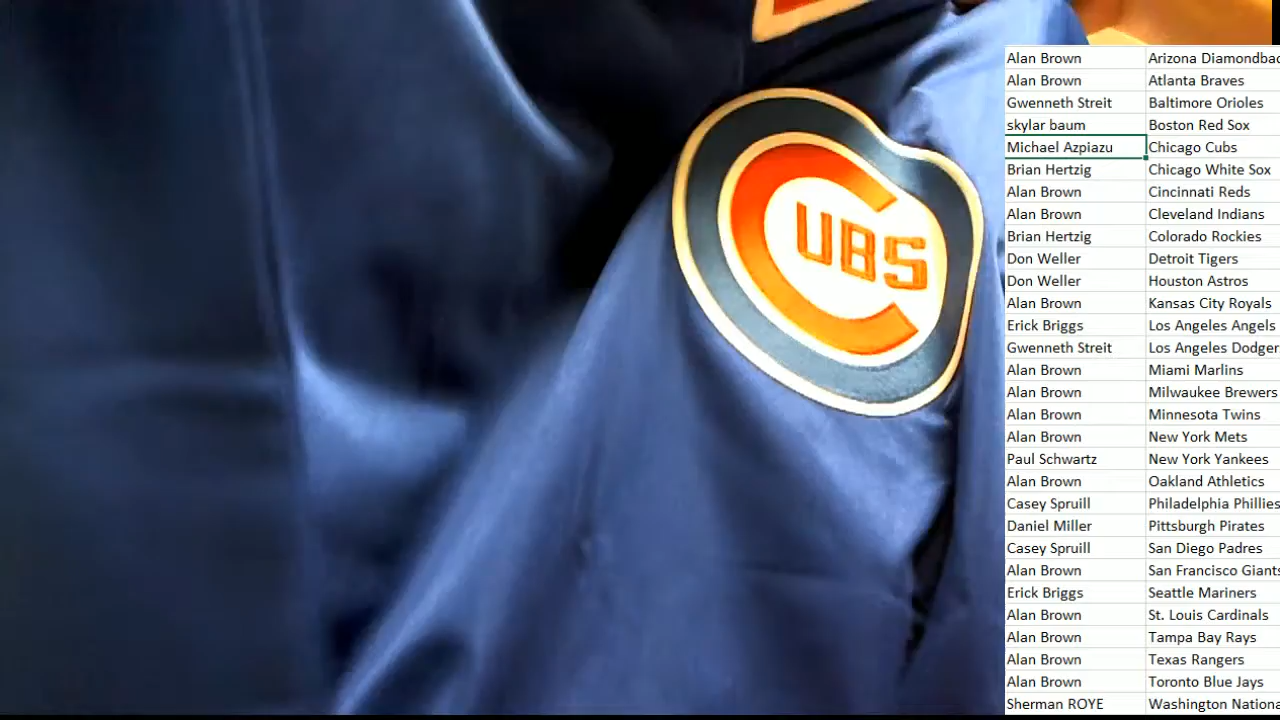 CUBS
Alan Brown Arizona Diamondbac
Alan Brown Atlanta Braves
Gwenneth Streit Baltimore Orioles
skylar baum Boston Red Sox
Michael Azpiazu Chicago Cubs
Brian Hertzig Chicago White Sox
Alan Brown Cincinnati Reds
Alan Brown Cleveland Indians
Brian Hertzig Colorado Rockies
Don Weller Detroit Tigers
Don Weller Houston Astros
Alan Brown Kansas City Royals
Erick Briggs Los Angeles Angels
Gwenneth Streit Los Angeles Dodger
Alan Brown Miami Marlins
Alan Brown Milwaukee Brewers
Alan Brown Minnesota Twins
Alan Brown New York Mets
Paul Schwartz New York Yankees
Alan Brown Oakland Athletics
Casey Spruill Philadelphia Phillies
Daniel Miller Pittsburgh Pirates
Casey Spruill San Diego Padres
Alan Brown San Francisco Giants
Erick Briggs Seattle Mariners
Alan Brown St. Louis Cardinals
Alan Brown Tampa Bay Rays
Alan Brown Texas Rangers
Alan Brown Toronto Blue Jays
Sherman ROYE Washington Nationa